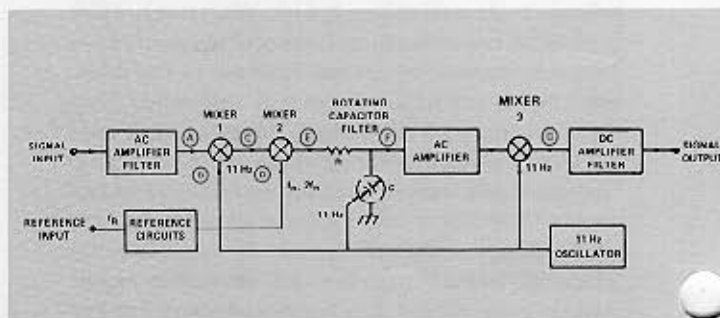 MIXER
1
MIXER
2
ROTATING
CAPACITOR
FILTER
MIXER
3
SIGNAL
INPUT
AC
AMPLIFIER
FILTER
A
B
C
11 Hz
D
E
R
F
AC
AMPLIFIER
G
11 Hz
DC
AMPLIFIER
FILTER
SIGNAL
OUTPUT
C
11 Hz
REFERENCE
INPUT
REFERENCE
CIRCUITS
11 Hz
OSCILLATOR